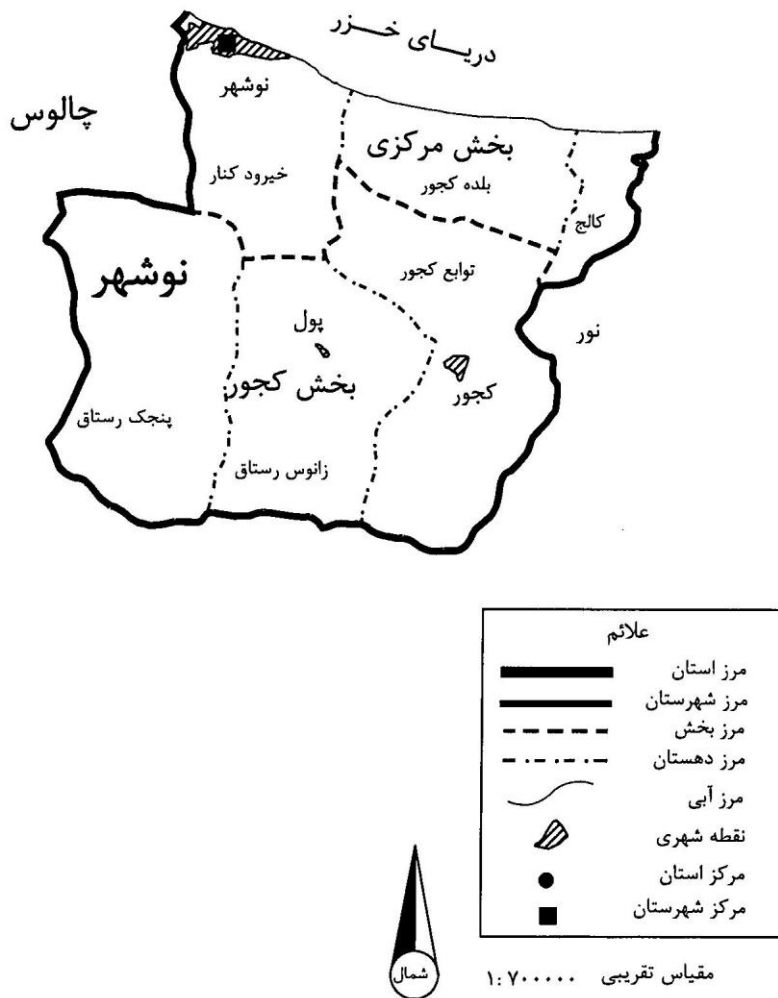 دریــای خــزر
چالوس
نوشهر
بخش مرکزی
خیرود کنار
بلده کجور
کالج
نوشهر
توابع کجور
پول
نور
بخش کجور
کجور
پنجک رستاق
زانوس رستاق
علائم
مرز استان
مرز شهرستان
مرز بخش
مرز دهستان
مرز آبی
نقطه شهری
مرکز استان
مرکز شهرستان
شمال
مقیاس تقریبی ۱:۷۰۰۰۰۰